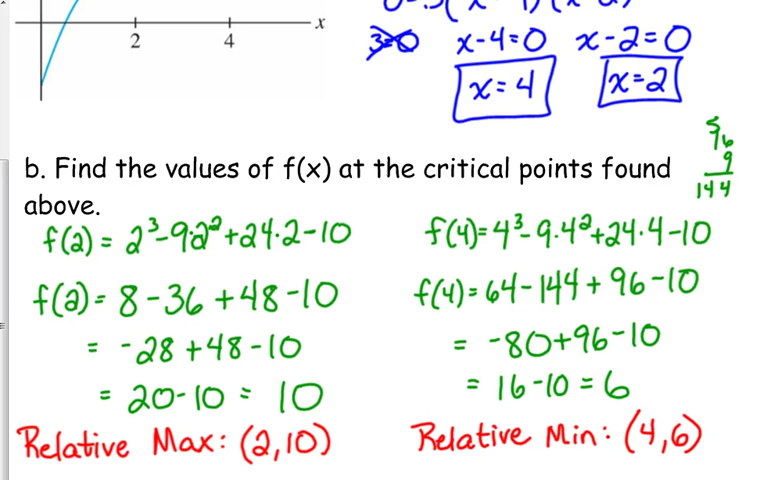 x
2
4
3=0
x-4=0
x-2=0
x=4
x=2
9
144
b. Find the values of f(x) at the critical points found
above.
f(2) = 2³-9·2²+24·2-10
f(2) = 8-36+48-10
= -28+48-10
= 20-10 = 10
Relative Max: (2,10)
f(4)=4³-9·4²+24·4-10
f(4)=64-144+96-10
= -80+96-10
= 16-10=6
Relative Min: (4,6)